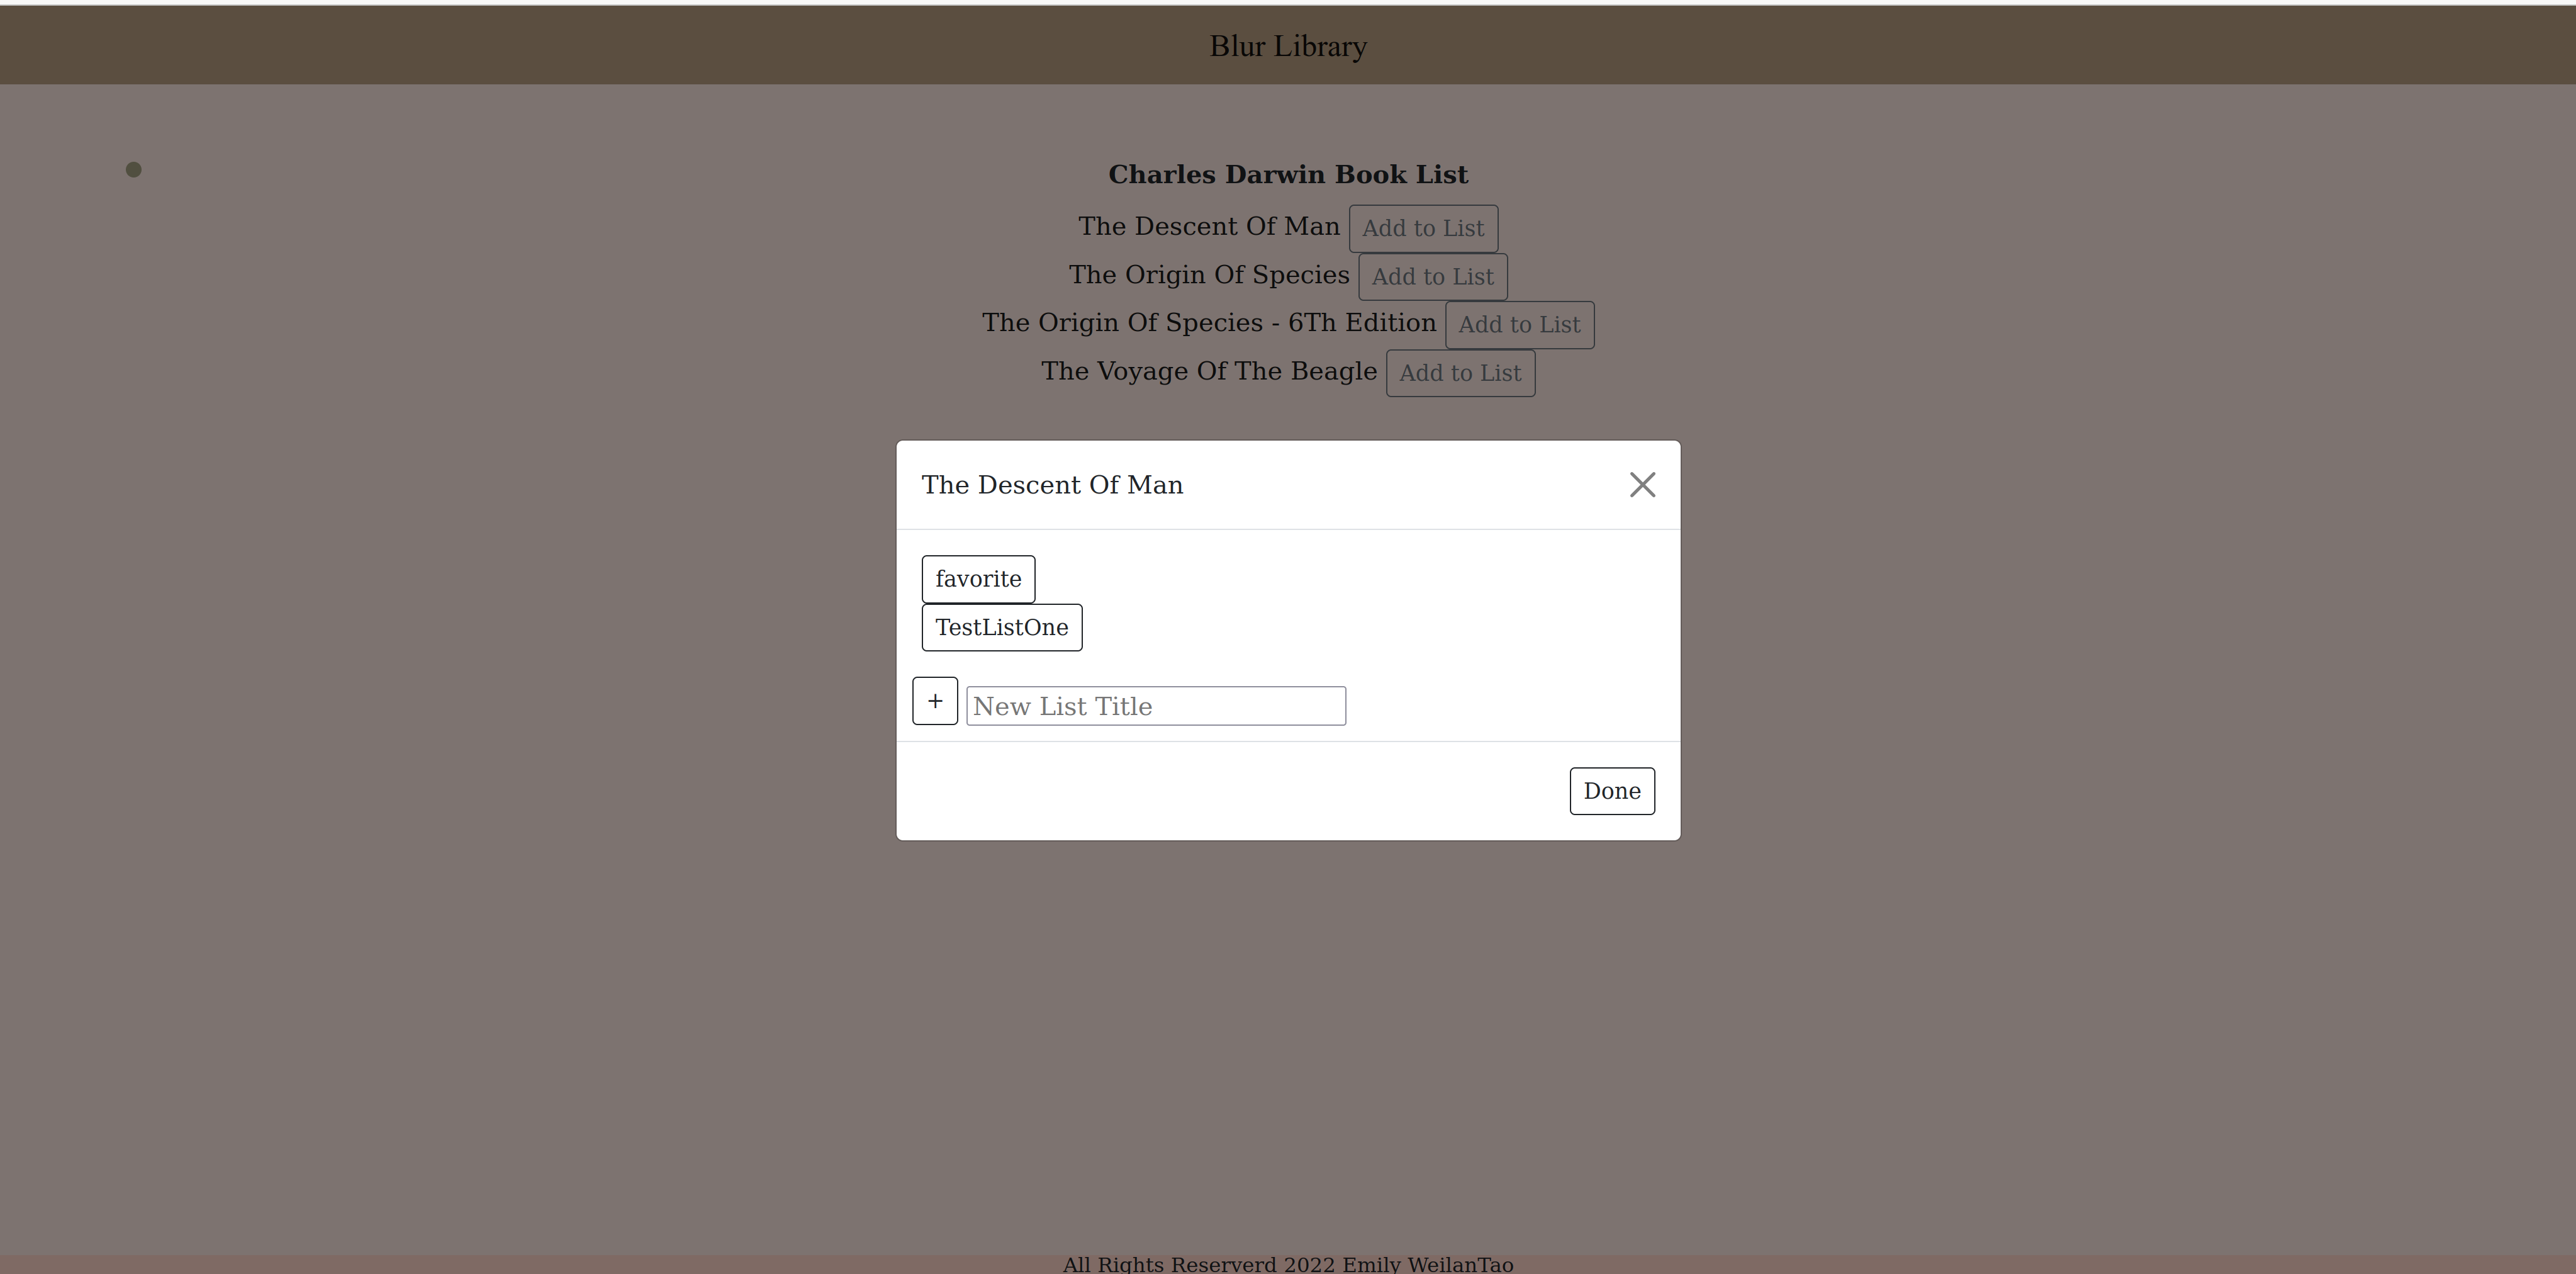 Blur Library
Charles Darwin Book List
The Descent Of Man Add to List
The Origin Of Species Add to List
The Origin Of Species - 6Th Edition Add to List
The Voyage Of The Beagle Add to List
The Descent Of Man
favorite
TestListOne
+ New List Title
Done
All Rights Reserverd 2022 Emily WeilanTao